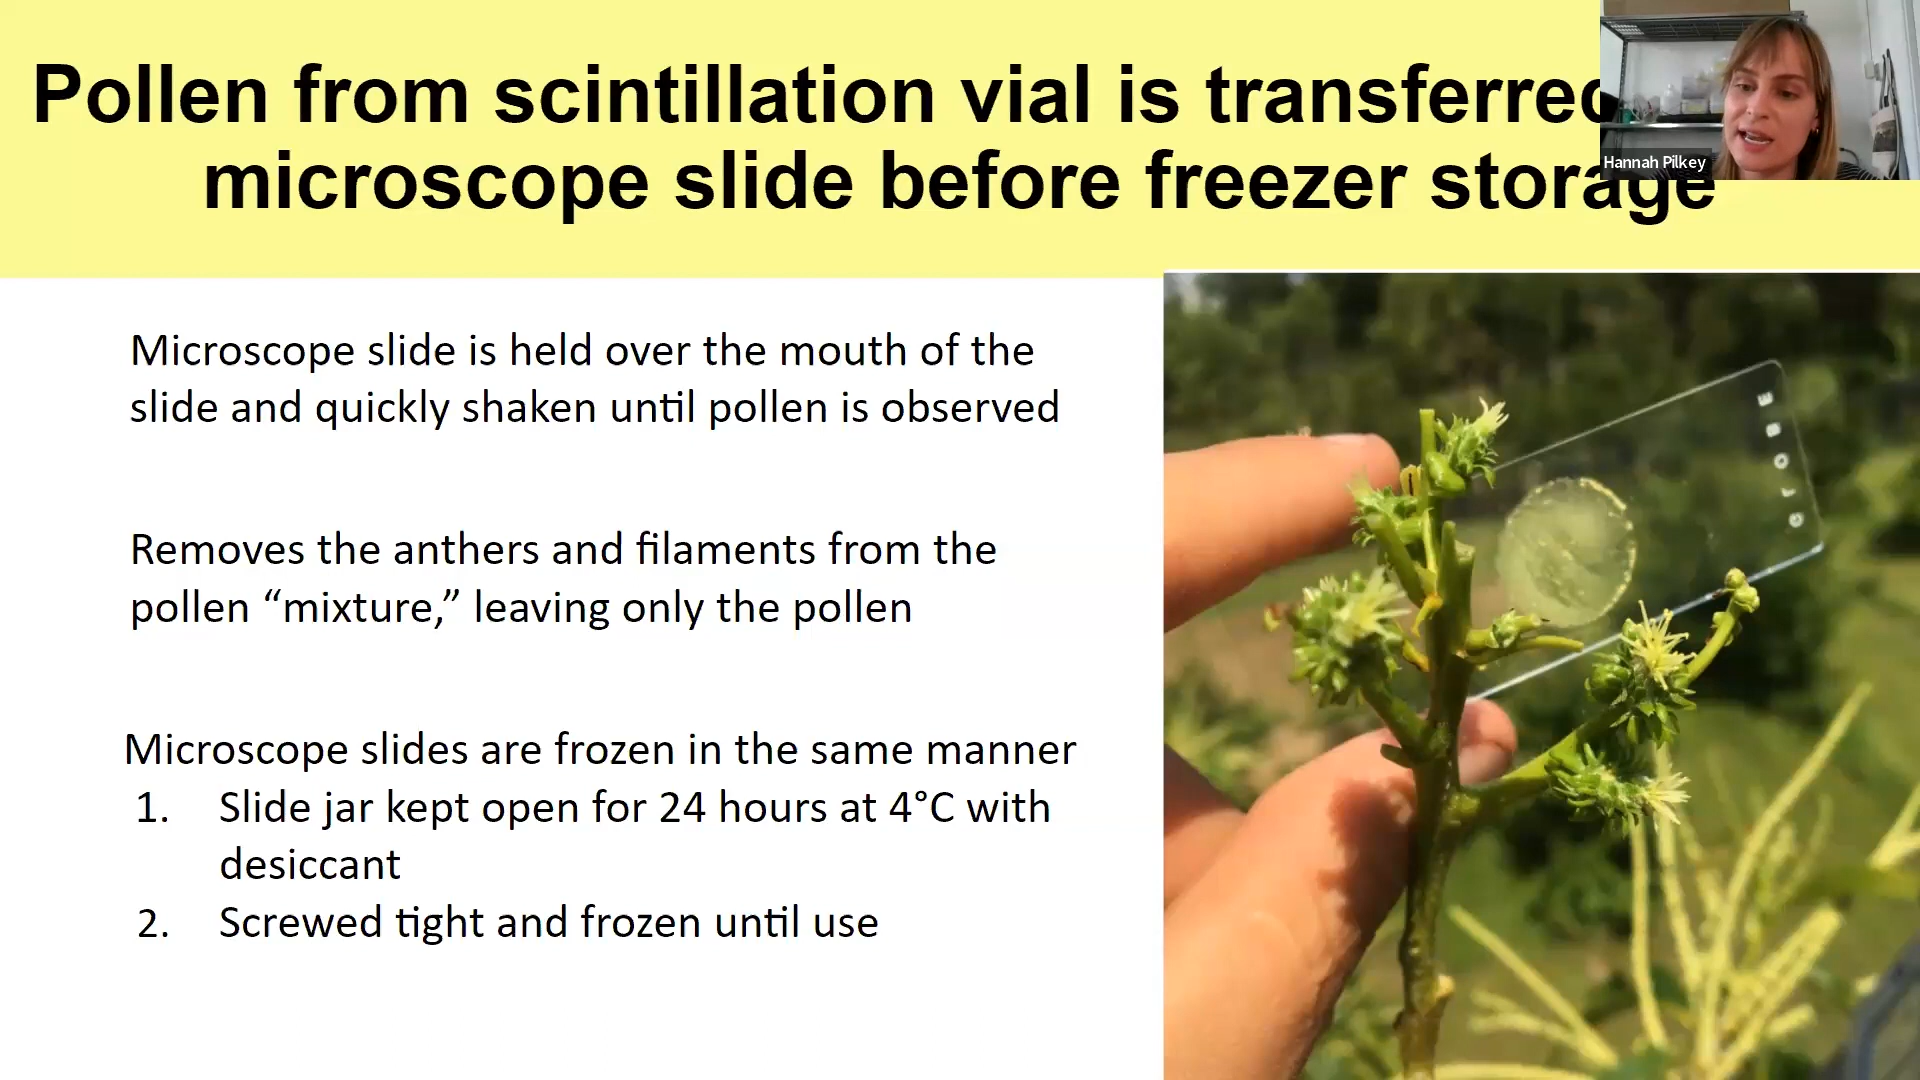 Pollen from scintillation vial is transferred
microscope slide before freezer storage
Hannah Pilkey
Microscope slide is held over the mouth of the
slide and quickly shaken until pollen is observed
Removes the anthers and filaments from the
pollen “mixture,” leaving only the pollen
Microscope slides are frozen in the same manner
1. Slide jar kept open for 24 hours at 4°C with
desiccant
2. Screwed tight and frozen until use
GLOBE